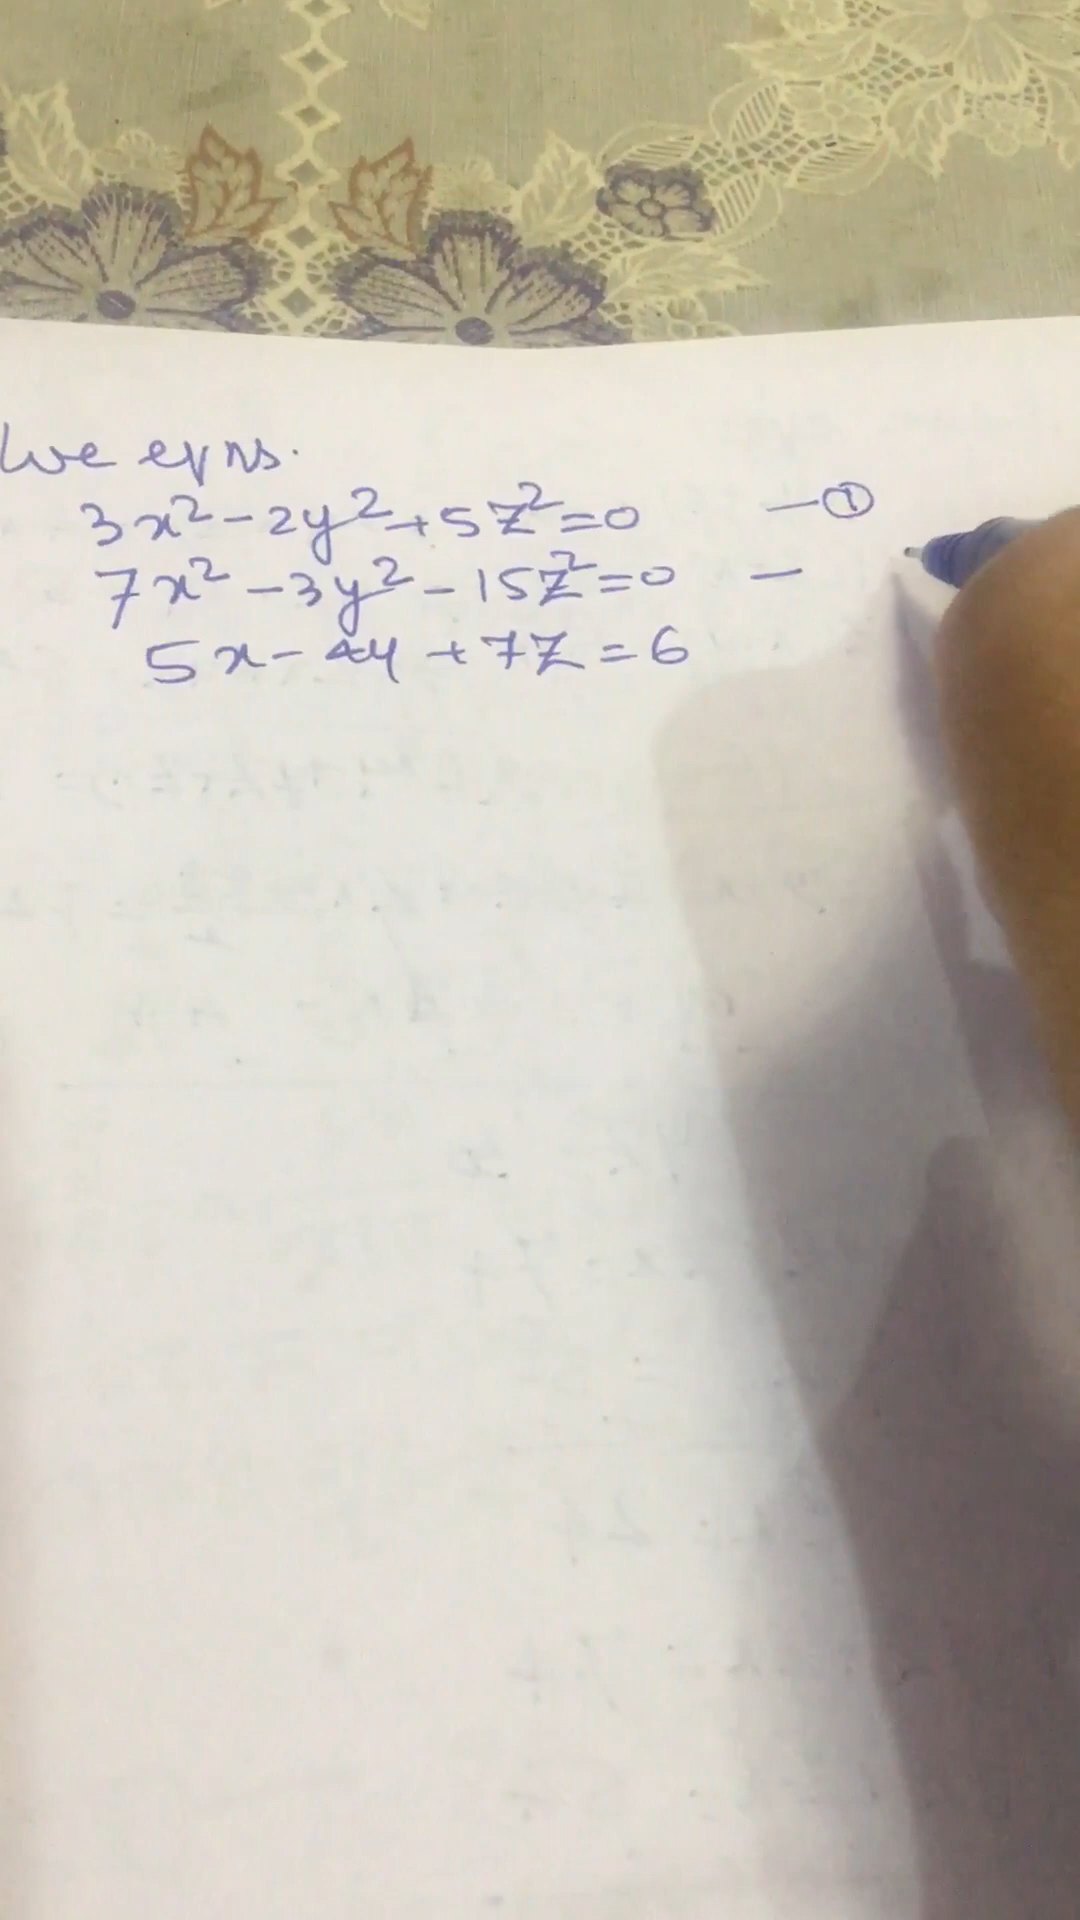 lve eqns.
3x²-2y²+5z²=0 -①
7x²-3y²-15z²=0 -
5x-4y+7z=6